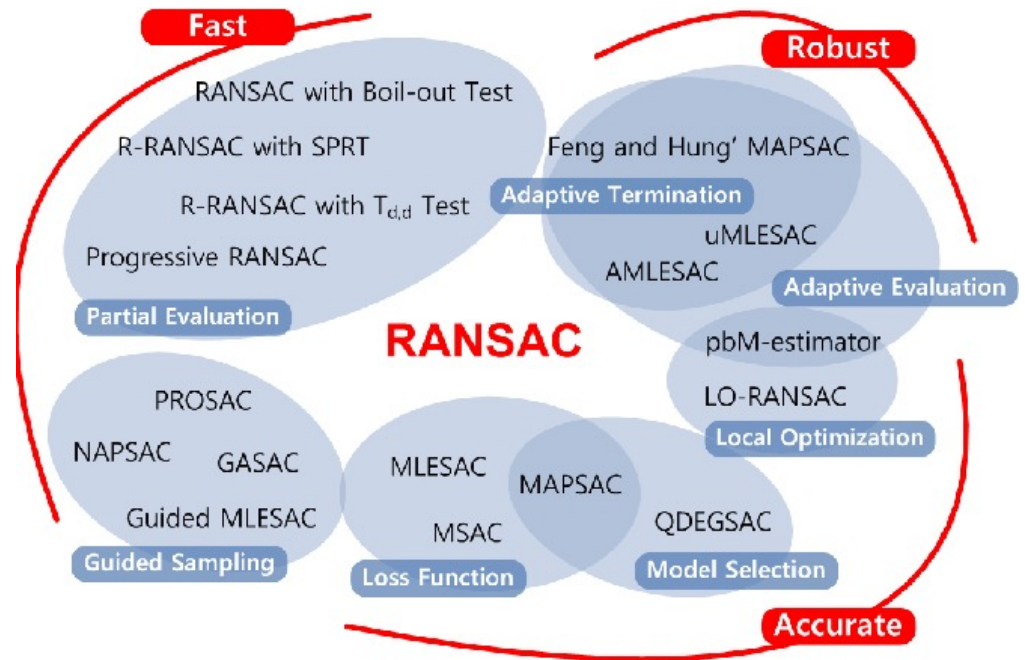 Fast
Robust
RANSAC with Boil-out Test
R-RANSAC with SPRT
R-RANSAC with Td,d Test
Progressive RANSAC
Partial Evaluation
Feng and Hung' MAPSAC
Adaptive Termination
uMLESAC
AMLESAC
Adaptive Evaluation
RANSAC
pbM-estimator
LO-RANSAC
Local Optimization
PROSAC
NAPSAC
GASAC
Guided MLESAC
Guided Sampling
MLESAC
MAPSAC
MSAC
Loss Function
QDEGSAC
Model Selection
Accurate